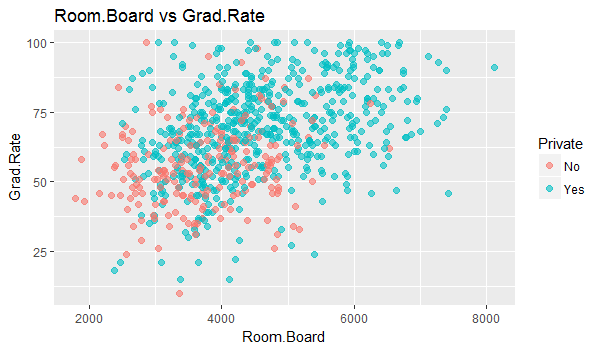 Room.Board vs Grad.Rate
100
75
50
25
Grad.Rate
2000 4000 6000 8000
Room.Board
Private
No
Yes